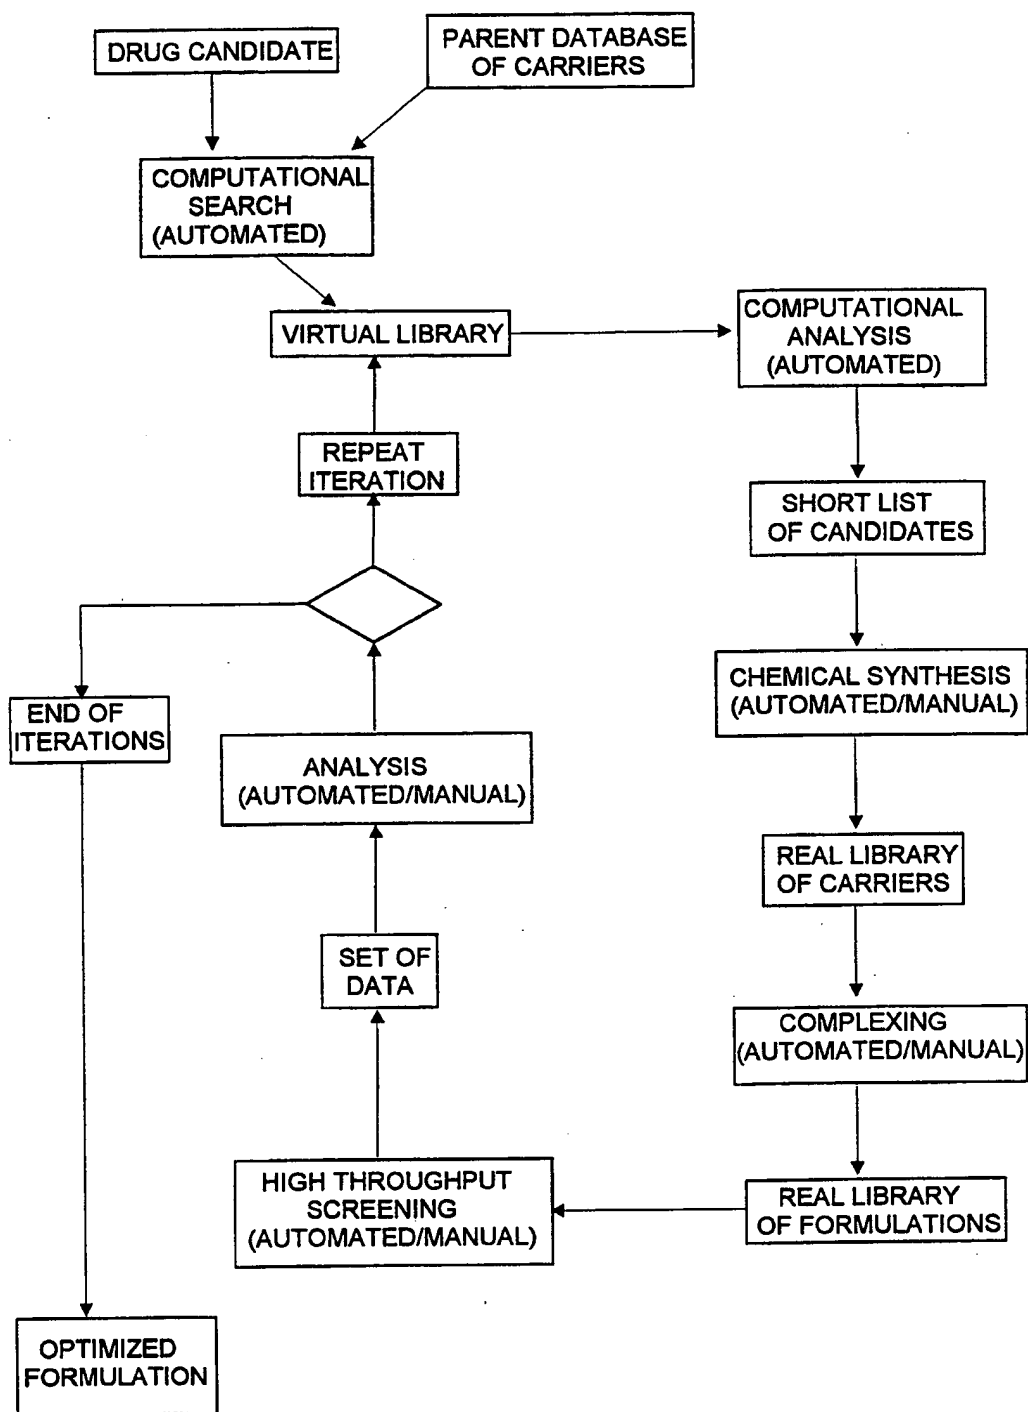 DRUG CANDIDATE
PARENT DATABASE
OF CARRIERS
COMPUTATIONAL
SEARCH
(AUTOMATED)
VIRTUAL LIBRARY
COMPUTATIONAL
ANALYSIS
(AUTOMATED)
REPEAT
ITERATION
SHORT LIST
OF CANDIDATES
CHEMICAL SYNTHESIS
(AUTOMATED/MANUAL)
END OF
ITERATIONS
ANALYSIS
(AUTOMATED/MANUAL)
REAL LIBRARY
OF CARRIERS
SET OF
DATA
COMPLEXING
(AUTOMATED/MANUAL)
HIGH THROUGHPUT
SCREENING
(AUTOMATED/MANUAL)
REAL LIBRARY
OF FORMULATIONS
OPTIMIZED
FORMULATION